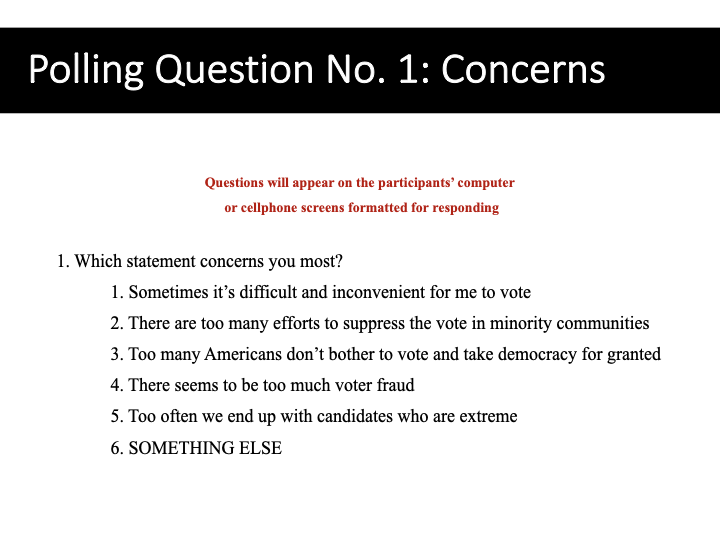 Polling Question No. 1: Concerns
Questions will appear on the participants’ computer
or cellphone screens formatted for responding
1. Which statement concerns you most?
1. Sometimes it’s difficult and inconvenient for me to vote
2. There are too many efforts to suppress the vote in minority communities
3. Too many Americans don’t bother to vote and take democracy for granted
4. There seems to be too much voter fraud
5. Too often we end up with candidates who are extreme
6. SOMETHING ELSE